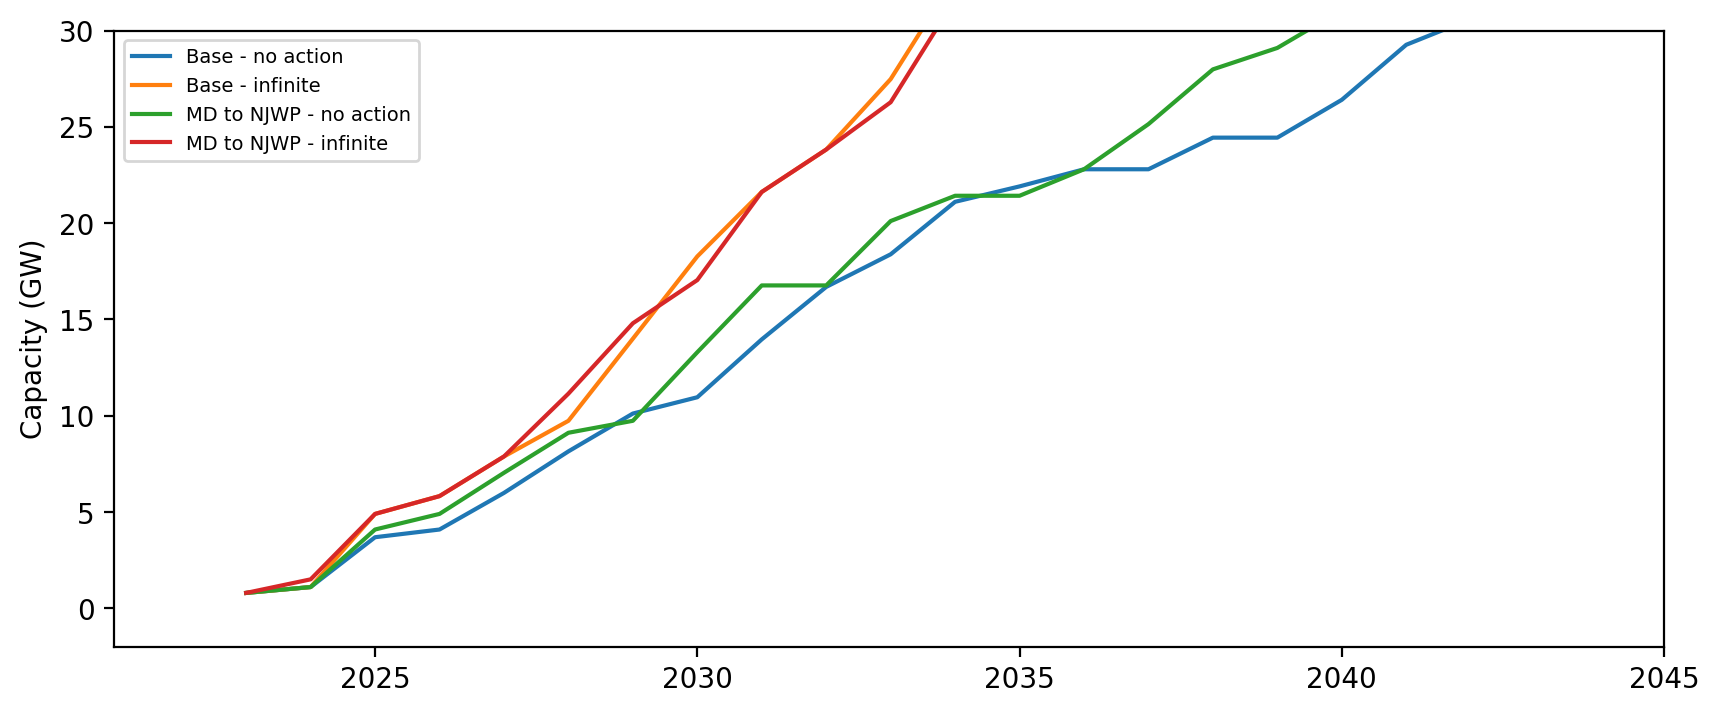 30
25
20
15
10
5
0
Capacity (GW)
Base - no action
Base - infinite
MD to NJWP - no action
MD to NJWP - infinite
2025 2030 2035 2040 2045